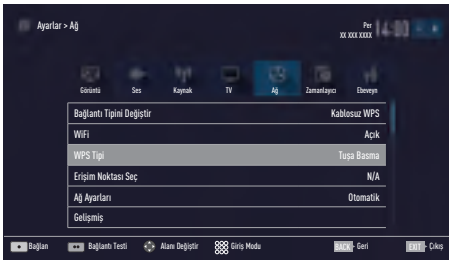 Ayarlar > Ağ
Per
XX XXX XXXX
14:00
Görüntü Ses Kaynak TV Ağ Zamanlayıcı Ebeveyn
Bağlantı Tipini Değiştir Kablosuz WPS
WiFi Açık
WPS Tipi Tuşa Basma
Erişim Noktası Seç N/A
Ağ Ayarları Otomatik
Gelişmiş
Bağlan Bağlantı Testi Alanı Değiştir Giriş Modu BACK - Geri EXIT - Çıkış